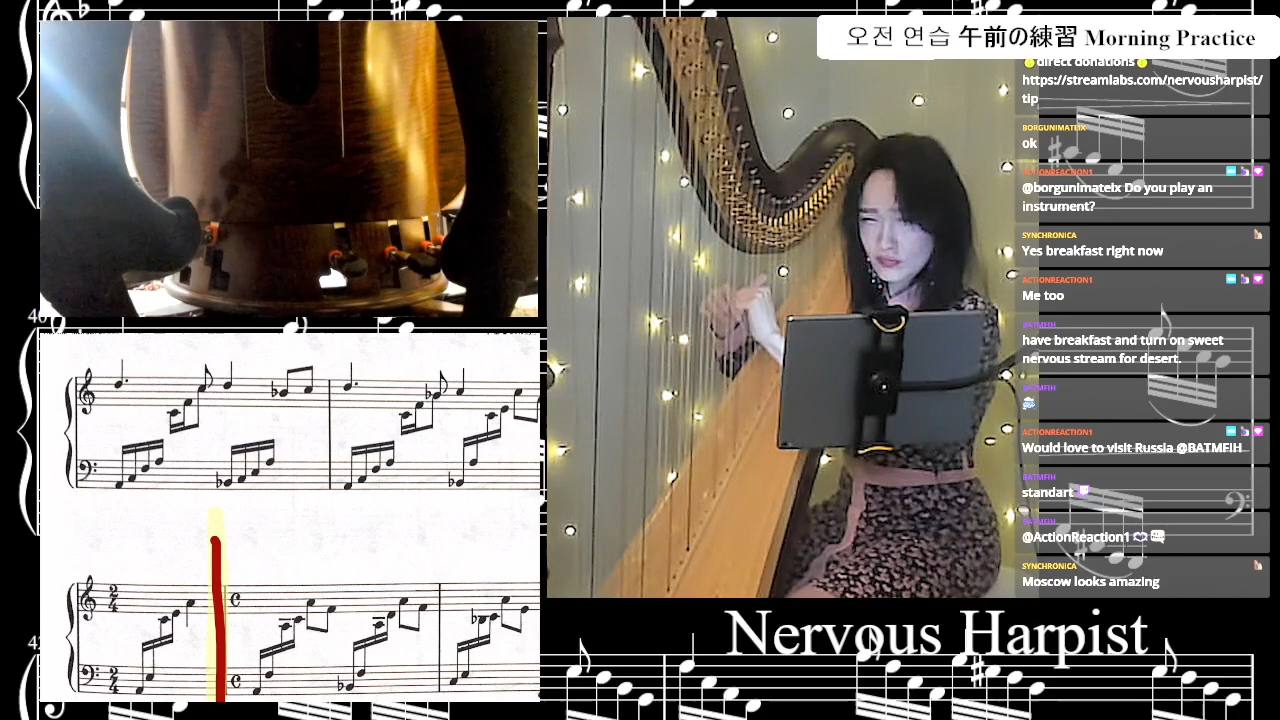 오전 연습 午前の練習 Morning Practice
direct donations
https://streamlabs.com/nervousharpist/
tip
BORGUNIMATEIX
ok
ACTIONREACTION1
@borgunimateix Do you play an
instrument?
SYNCHRONICA
Yes breakfast right now
ACTIONREACTION1
Me too
BATMFIH
have breakfast and turn on sweet
nervous stream for desert.
BATMFIH
ACTIONREACTION1
Would love to visit Russia @BATMFIH
BATMFIH
standart
BATMFIH
@ActionReaction1
SYNCHRONICA
Moscow looks amazing
Nervous Harpist